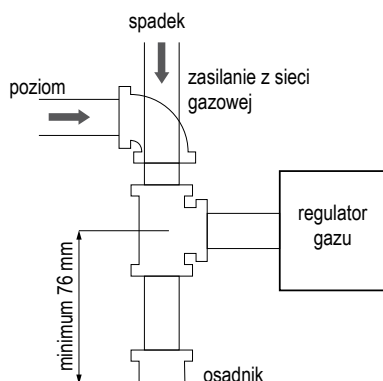 spadek
zasilanie z sieci
gazowej
poziom
regulator
gazu
minimum 76 mm
osadnik